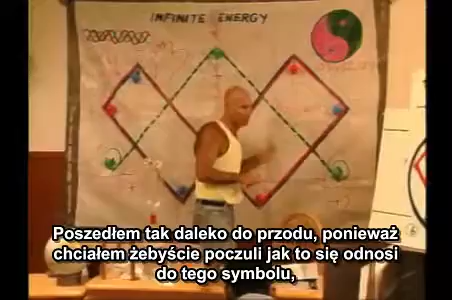 INFINITE ENERGY
Poszedłem tak daleko do przodu, ponieważ
chciałem żebyście poczuli jak to się odnosi
do tego symbolu,